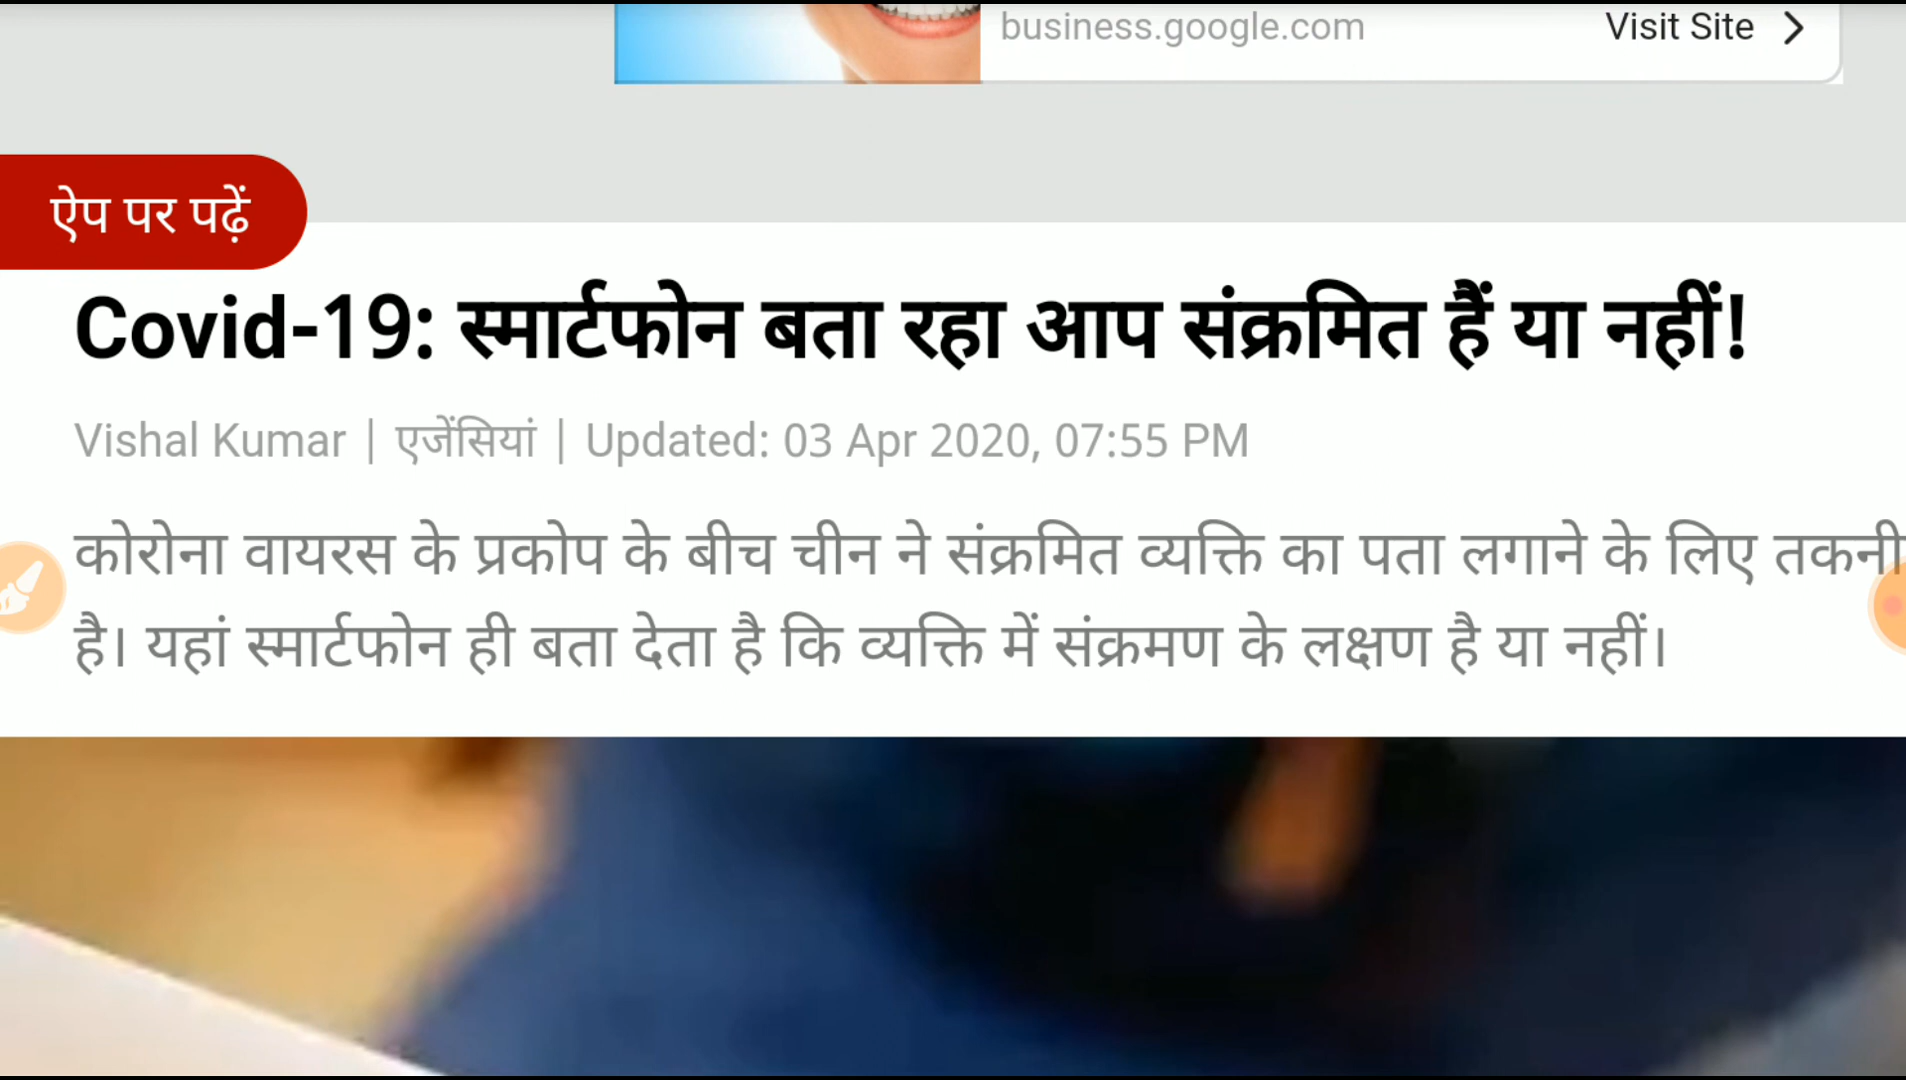 business.google.com
Visit Site
ऐप पर पढ़ें
Covid-19: स्मार्टफोन बता रहा आप संक्रमित हैं या नहीं!
Vishal Kumar | एजेंसियां | Updated: 03 Apr 2020, 07:55 PM
कोरोना वायरस के प्रकोप के बीच चीन ने संक्रमित व्यक्ति का पता लगाने के लिए
है। यहां स्मार्टफोन ही बता देता है कि व्यक्ति में संक्रमण के लक्षण है या नहीं।